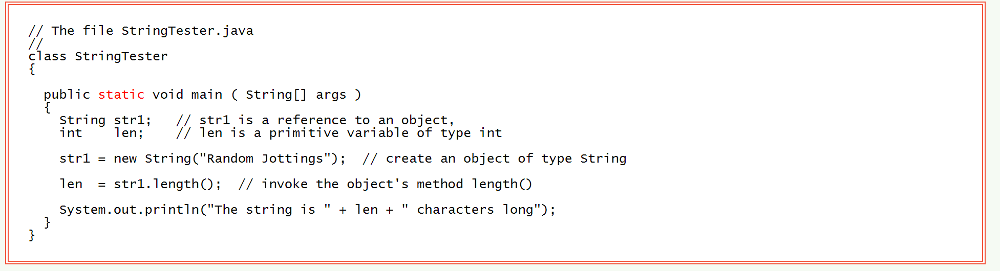 // The file StringTester.java
//
class StringTester
{
public static void main ( String[] args )
{
String str1;   // str1 is a reference to an object,
int    len;    // len is a primitive variable of type int
str1 = new String("Random Jottings");  // create an object of type String
len  = str1.length();  // invoke the object's method length()
System.out.println("The string is " + len + " characters long");
}
}